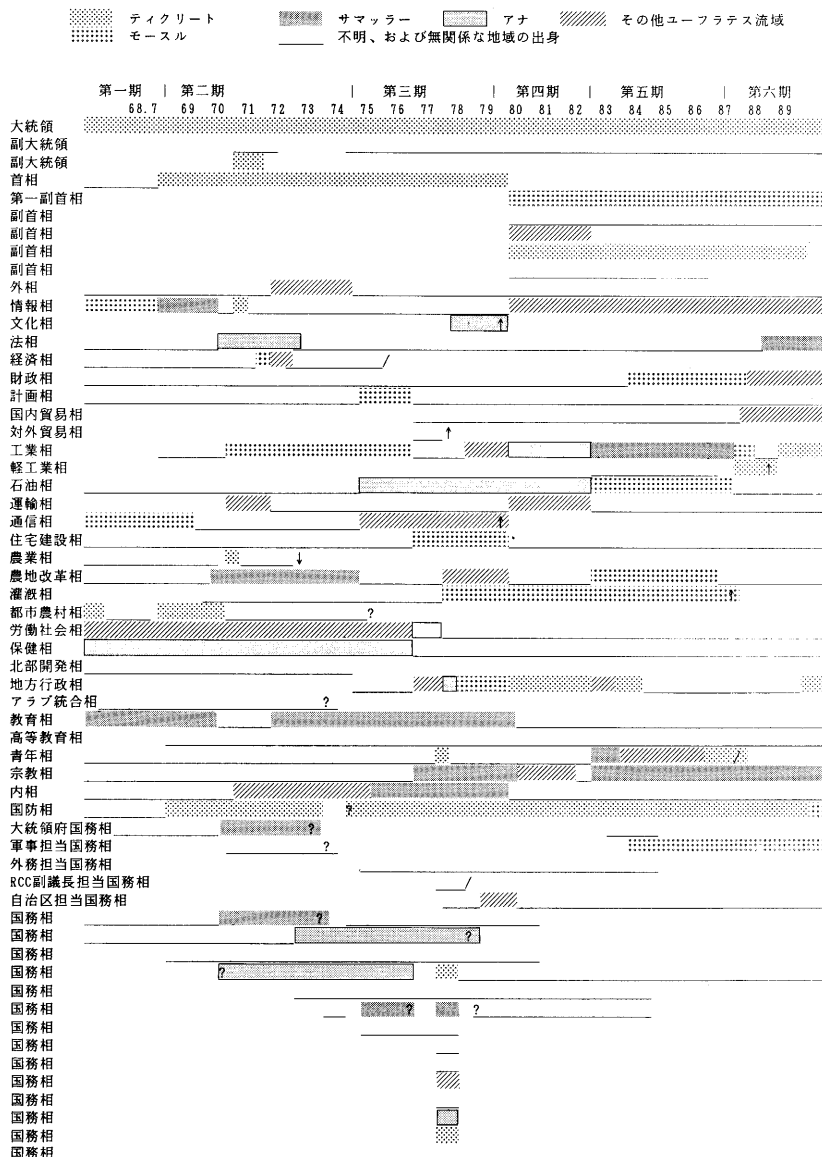 ティクリート サマッラー アナ その他ユーフラテス流域
モースル 不明、および無関係な地域の出身
第一期 第二期 第三期 第四期 第五期 第六期
68.7 69 70 71 72 73 74 75 76 77 78 79 80 81 82 83 84 85 86 87 88 89
大統領
副大統領
副大統領
首相
第一副首相
副首相
副首相
副首相
副首相
外相
情報相
文化相 ↑
法相
経済相 /
財政相
計画相
国内貿易相
対外貿易相 ↑
工業相
軽工業相 ↑
石油相
運輸相
通信相 ↑
住宅建設相
農業相 ↓
農地改革相
灌漑相 ↑
都市農村相 ?
労働社会相
保健相
北部開発相
地方行政相
アラブ統合相 ?
教育相
高等教育相
青年相 /
宗教相
内相
国防相 ?
大統領府国務相 ?
軍事担当国務相 ?
外務担当国務相
RCC副議長担当国務相 /
自治区担当国務相
国務相 ?
国務相 ?
国務相
国務相 ?
国務相
国務相 ? ?
国務相
国務相
国務相
国務相
国務相
国務相
国務相
国務相